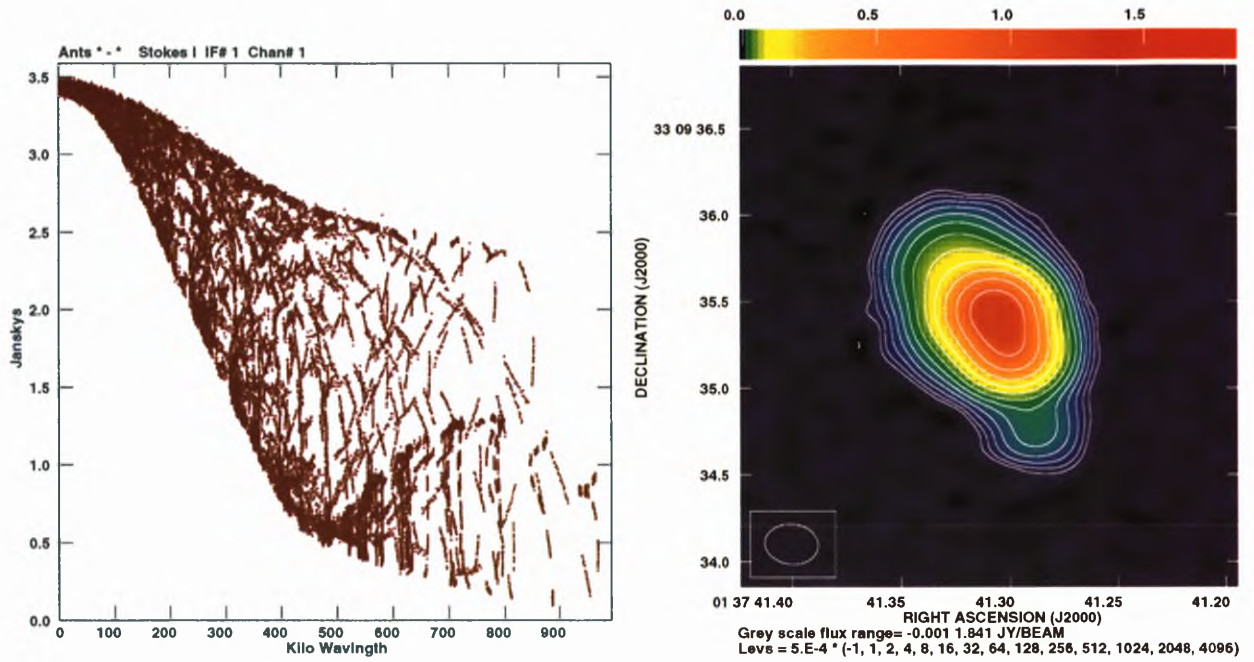 Ants * - * Stokes I IF# 1 Chan# 1
3.5
3.0
2.5
2.0
1.5
1.0
0.5
0.0
Janskys
0 100 200 300 400 500 600 700 800 900
Kilo Wavlngth
0.0 0.5 1.0 1.5
33 09 36.5
36.0
35.5
35.0
34.5
34.0
DECLINATION (J2000)
01 37 41.40 41.35 41.30 41.25 41.20
RIGHT ASCENSION (J2000)
Grey scale flux range= -0.001 1.841 JY/BEAM
Levs = 5.E-4 * (-1, 1, 2, 4, 8, 16, 32, 64, 128, 256, 512, 1024, 2048, 4096)